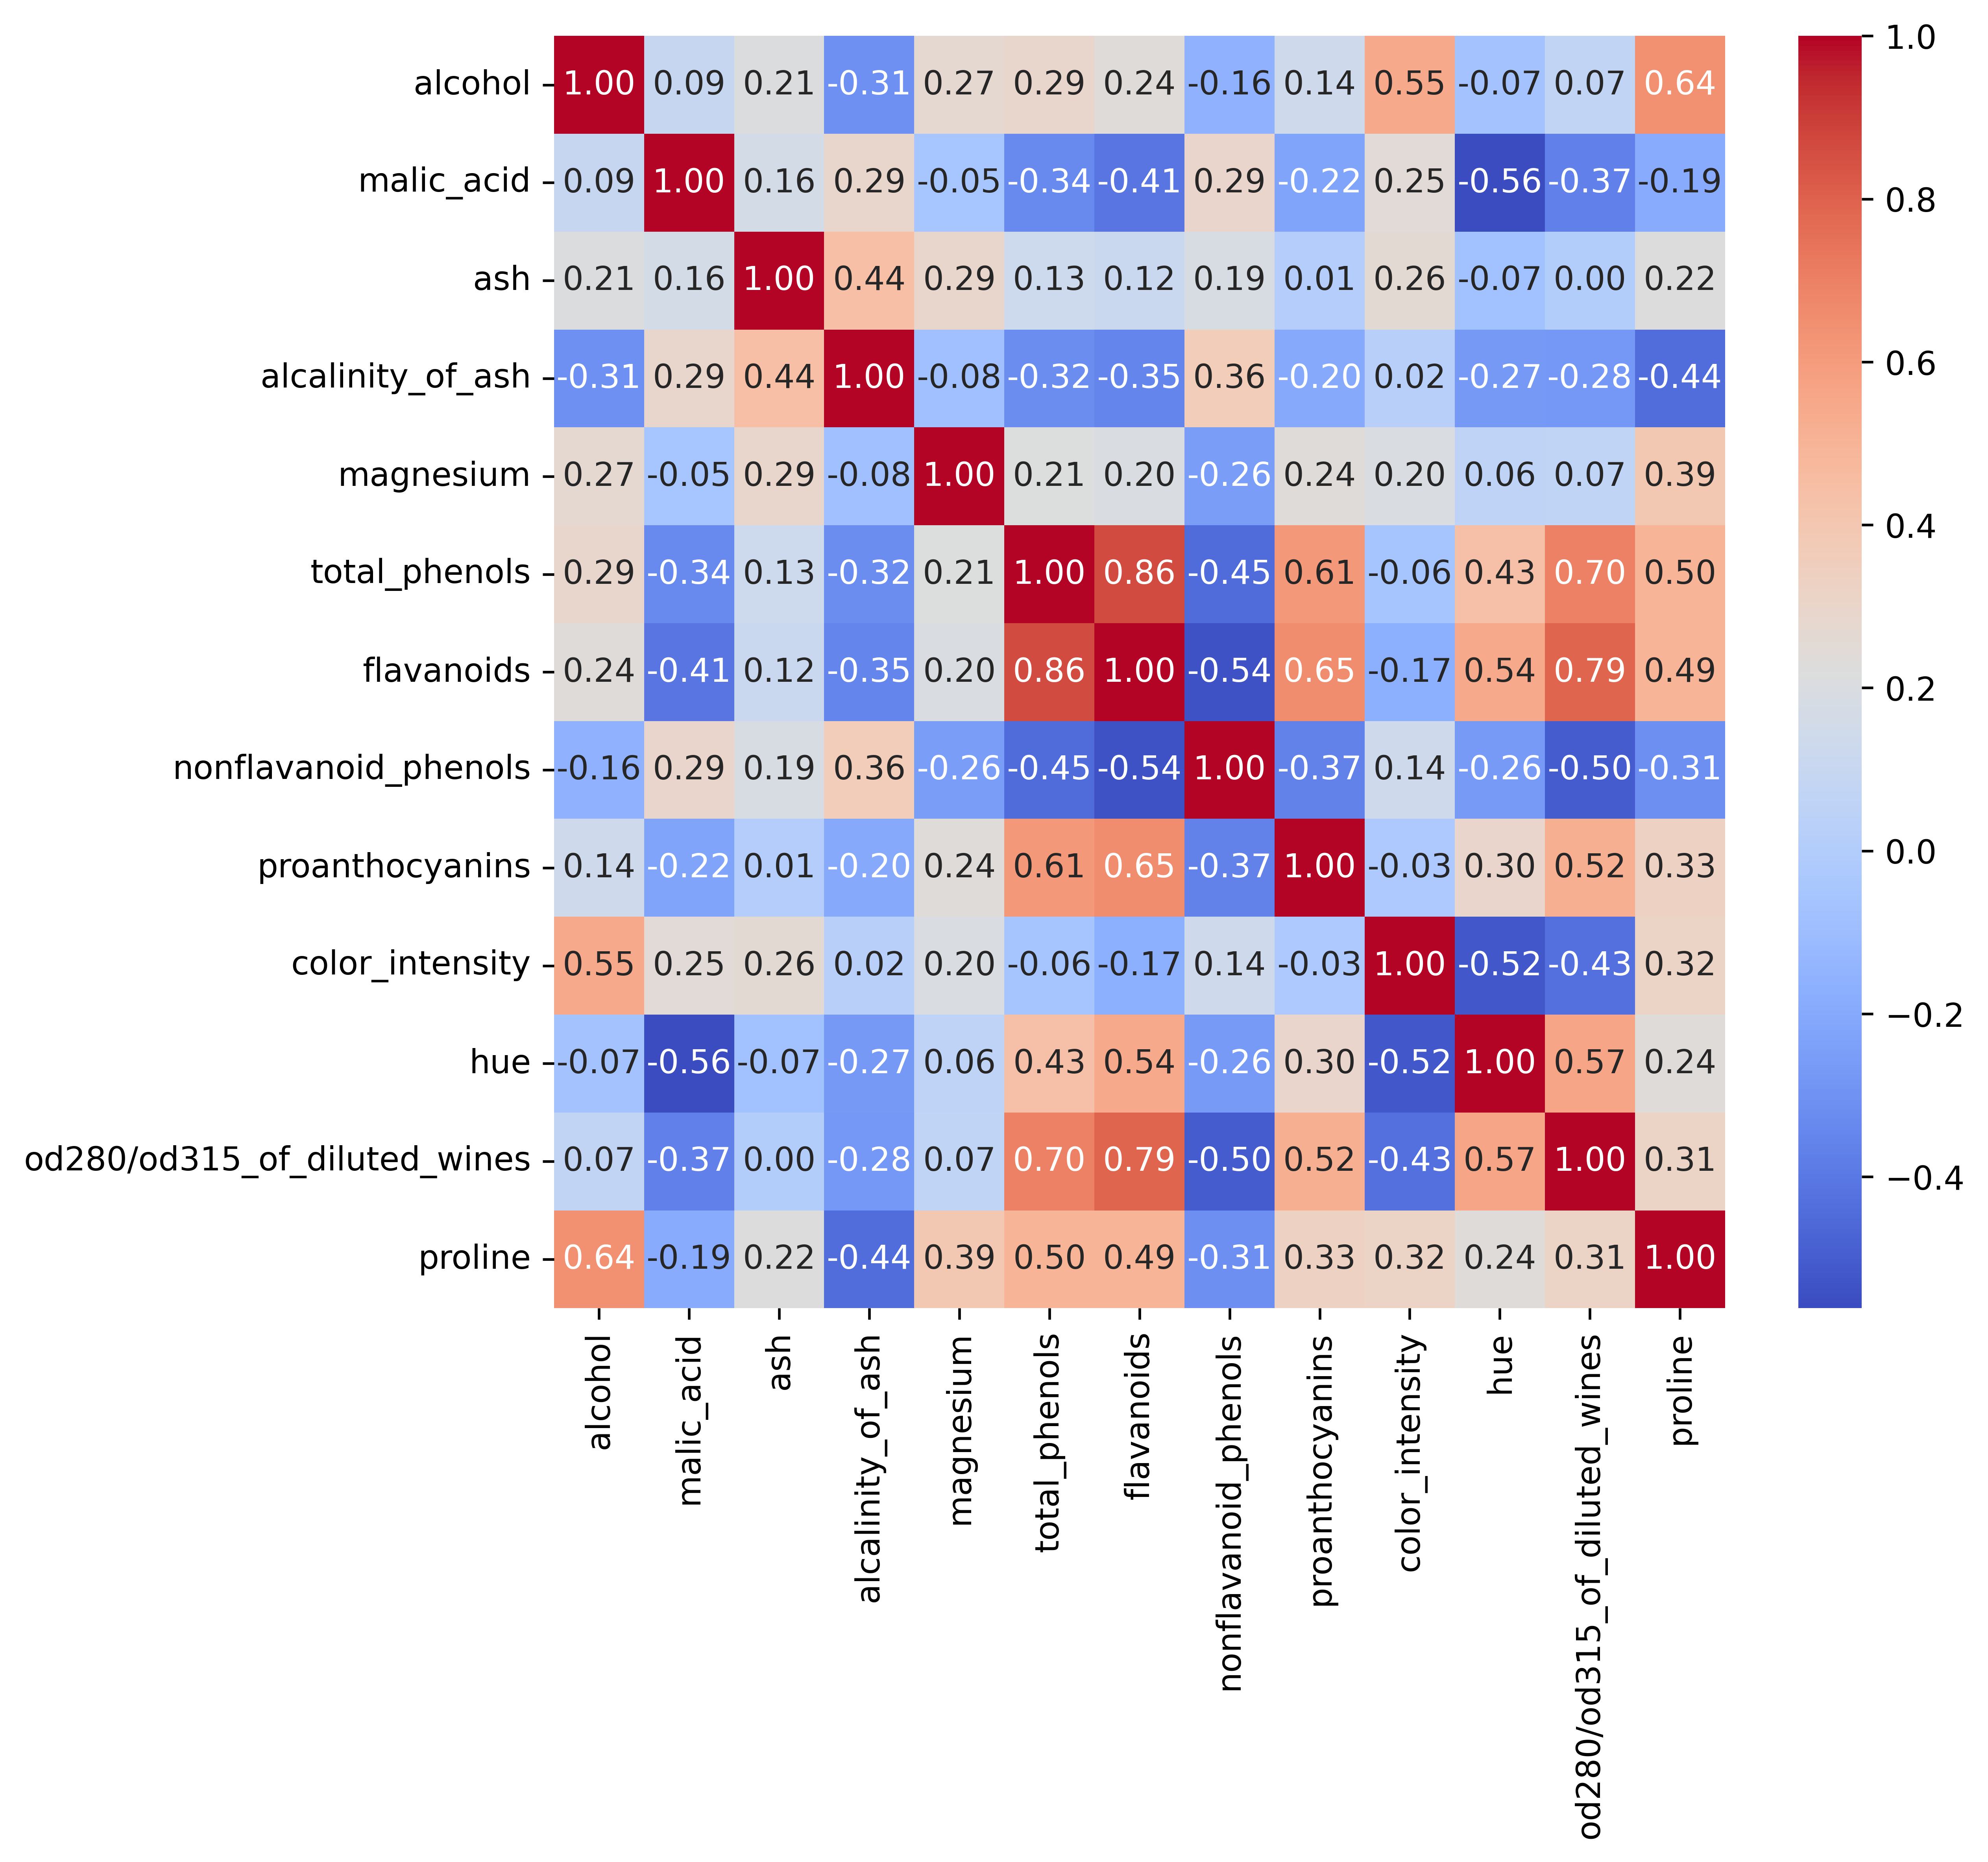 alcohol 1.00 0.09 0.21 -0.31 0.27 0.29 0.24 -0.16 0.14 0.55 -0.07 0.07 0.64
malic_acid 0.09 1.00 0.16 0.29 -0.05 -0.34 -0.41 0.29 -0.22 0.25 -0.56 -0.37 -0.19
ash 0.21 0.16 1.00 0.44 0.29 0.13 0.12 0.19 0.01 0.26 -0.07 0.00 0.22
alcalinity_of_ash -0.31 0.29 0.44 1.00 -0.08 -0.32 -0.35 0.36 -0.20 0.02 -0.27 -0.28 -0.44
magnesium 0.27 -0.05 0.29 -0.08 1.00 0.21 0.20 -0.26 0.24 0.20 0.06 0.07 0.39
total_phenols 0.29 -0.34 0.13 -0.32 0.21 1.00 0.86 -0.45 0.61 -0.06 0.43 0.70 0.50
flavanoids 0.24 -0.41 0.12 -0.35 0.20 0.86 1.00 -0.54 0.65 -0.17 0.54 0.79 0.49
nonflavanoid_phenols -0.16 0.29 0.19 0.36 -0.26 -0.45 -0.54 1.00 -0.37 0.14 -0.26 -0.50 -0.31
proanthocyanins 0.14 -0.22 0.01 -0.20 0.24 0.61 0.65 -0.37 1.00 -0.03 0.30 0.52 0.33
color_intensity 0.55 0.25 0.26 0.02 0.20 -0.06 -0.17 0.14 -0.03 1.00 -0.52 -0.43 0.32
hue -0.07 -0.56 -0.07 -0.27 0.06 0.43 0.54 -0.26 0.30 -0.52 1.00 0.57 0.24
od280/od315_of_diluted_wines 0.07 -0.37 0.00 -0.28 0.07 0.70 0.79 -0.50 0.52 -0.43 0.57 1.00 0.31
proline 0.64 -0.19 0.22 -0.44 0.39 0.50 0.49 -0.31 0.33 0.32 0.24 0.31 1.00
alcohol
malic_acid
ash
alcalinity_of_ash
magnesium
total_phenols
flavanoids
nonflavanoid_phenols
proanthocyanins
color_intensity
hue
od280/od315_of_diluted_wines
proline
1.0
0.8
0.6
0.4
0.2
0.0
−0.2
−0.4